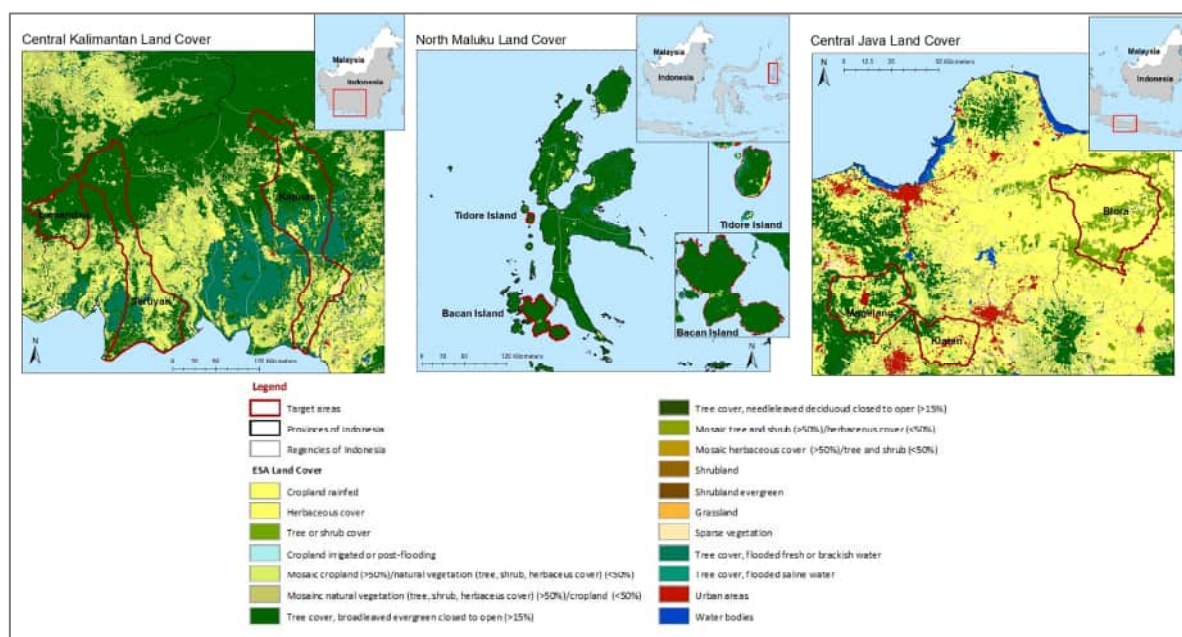 Central Kalimantan Land Cover
Malaysia
Indonesia
N
Kapuas
Seruyan
North Maluku Land Cover
Malaysia
Indonesia
N
Tidore Island
Tidore Island
Bacan Island
Bacan Island
Central Java Land Cover
Malaysia
Indonesia
N
Blora
Magelang
Klaten
Legend
Target areas
Provinces of Indonesia
Regencies of Indonesia
ESA Land Cover
Cropland rainfed
Herbaceous cover
Tree or shrub cover
Cropland irrigated or post-flooding
Mosaic cropland (>50%)/natural vegetation (tree, shrub, herbaceus cover) (<50%)
Mosainc natural vegetation (tree, shrub, herbaceus cover) (>50%)/cropland (<50%)
Tree cover, broadleaved evergreen closed to open (>15%)
Tree cover, needleleaved deciduoud closed to oper (>15%)
Mosaic tree and shrub (>50%)/herbaceous cover (<50%)
Mosaic herbaceous cover (>50%)/tree and shrub (<50%)
Shrubland
Shrubland evergreen
Grassland
Sparse vegetation
Tree cover, flooded fresh or brackish water
Tree cover, flooded saline water
Urban areas
Water bodies